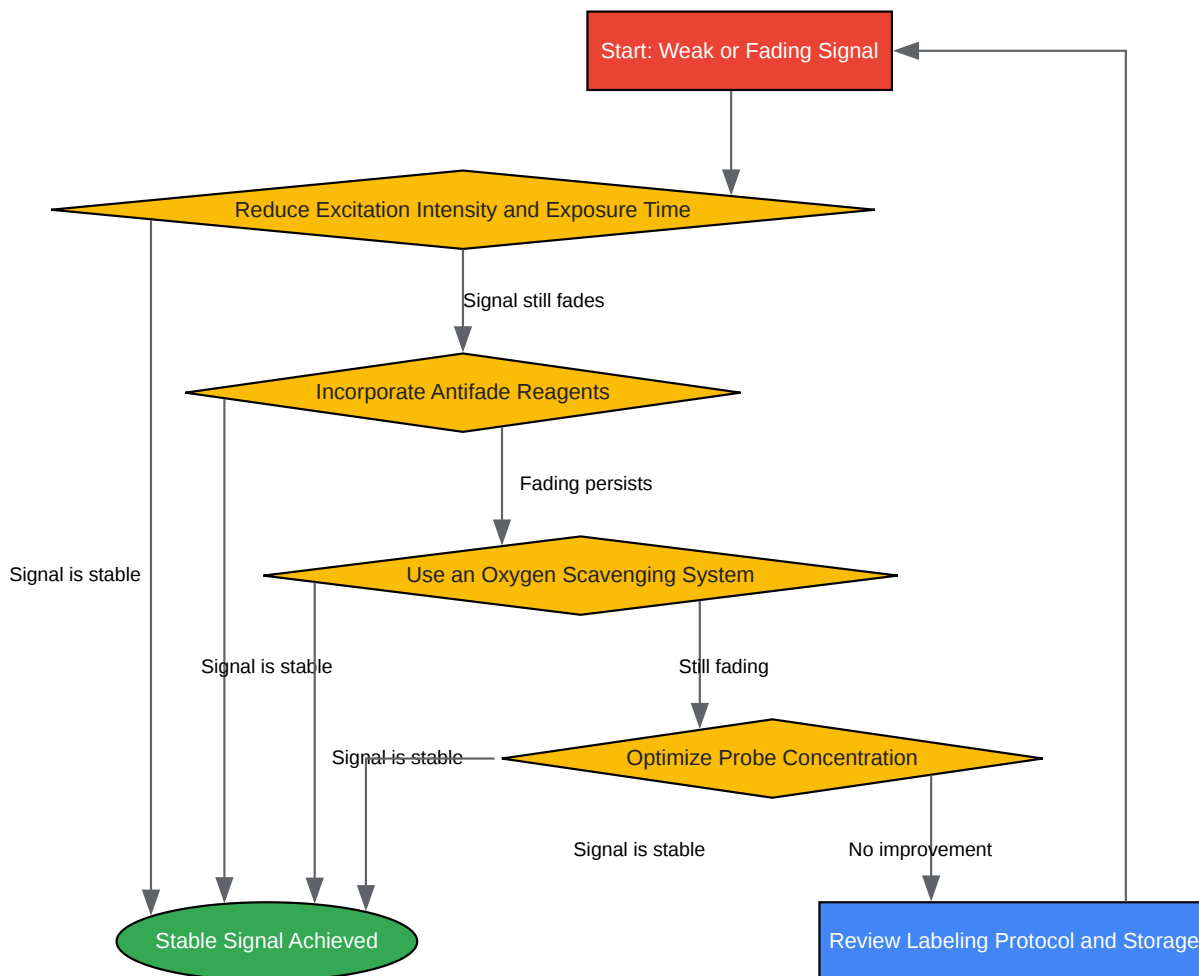 Start: Weak or Fading Signal
Reduce Excitation Intensity and Exposure Time
Signal still fades
Incorporate Antifade Reagents
Fading persists
Signal is stable
Use an Oxygen Scavenging System
Signal is stable
Still fading
Signal is stable
Optimize Probe Concentration
Signal is stable
No improvement
Stable Signal Achieved
Review Labeling Protocol and Storage